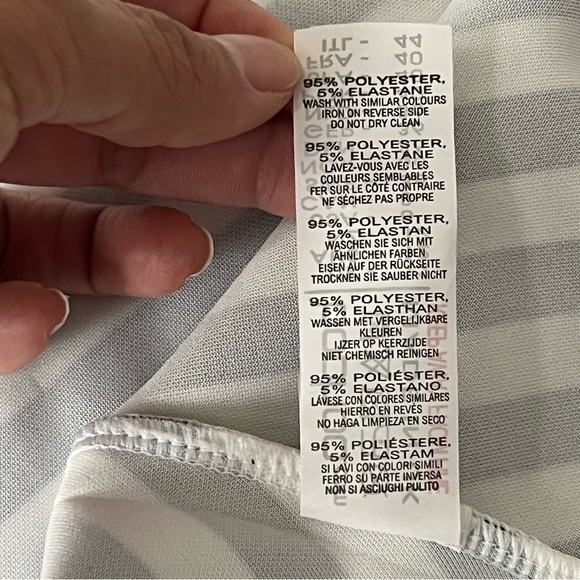 95% POLYESTER,
5% ELASTANE
WASH WITH SIMILAR COLOURS
IRON ON REVERSE SIDE
DO NOT DRY CLEAN
95% POLYESTER,
5% ELASTANE
LAVEZ-VOUS AVEC LES
COULEURS SEMBLABLES
FER SUR LE CÔTÉ CONTRAIRE
NE SÉCHEZ PAS PROPRE
95% POLYESTER,
5% ELASTAN
WASCHEN SIE SICH MIT
ÄHNLICHEN FARBEN
EISEN AUF DER RÜCKSEITE
TROCKNEN SIE SAUBER NICHT
95% POLYESTER,
5% ELASTHAN
WASSEN MET VERGELIJKBARE
KLEUREN
IJZER OP KEERZIJDE
NIET CHEMISCH REINIGEN
95% POLIÉSTER,
5% ELASTANO
LÁVESE CON COLORES SIMILARES
HIERRO EN REVÉS
NO HAGA LIMPIEZA EN SECO
95% POLIÉSTERE,
5% ELASTAM
SI LAVI CON COLORI SIMILI
FERRO SU PARTE INVERSA
NON SI ASCIUGHI PULITO